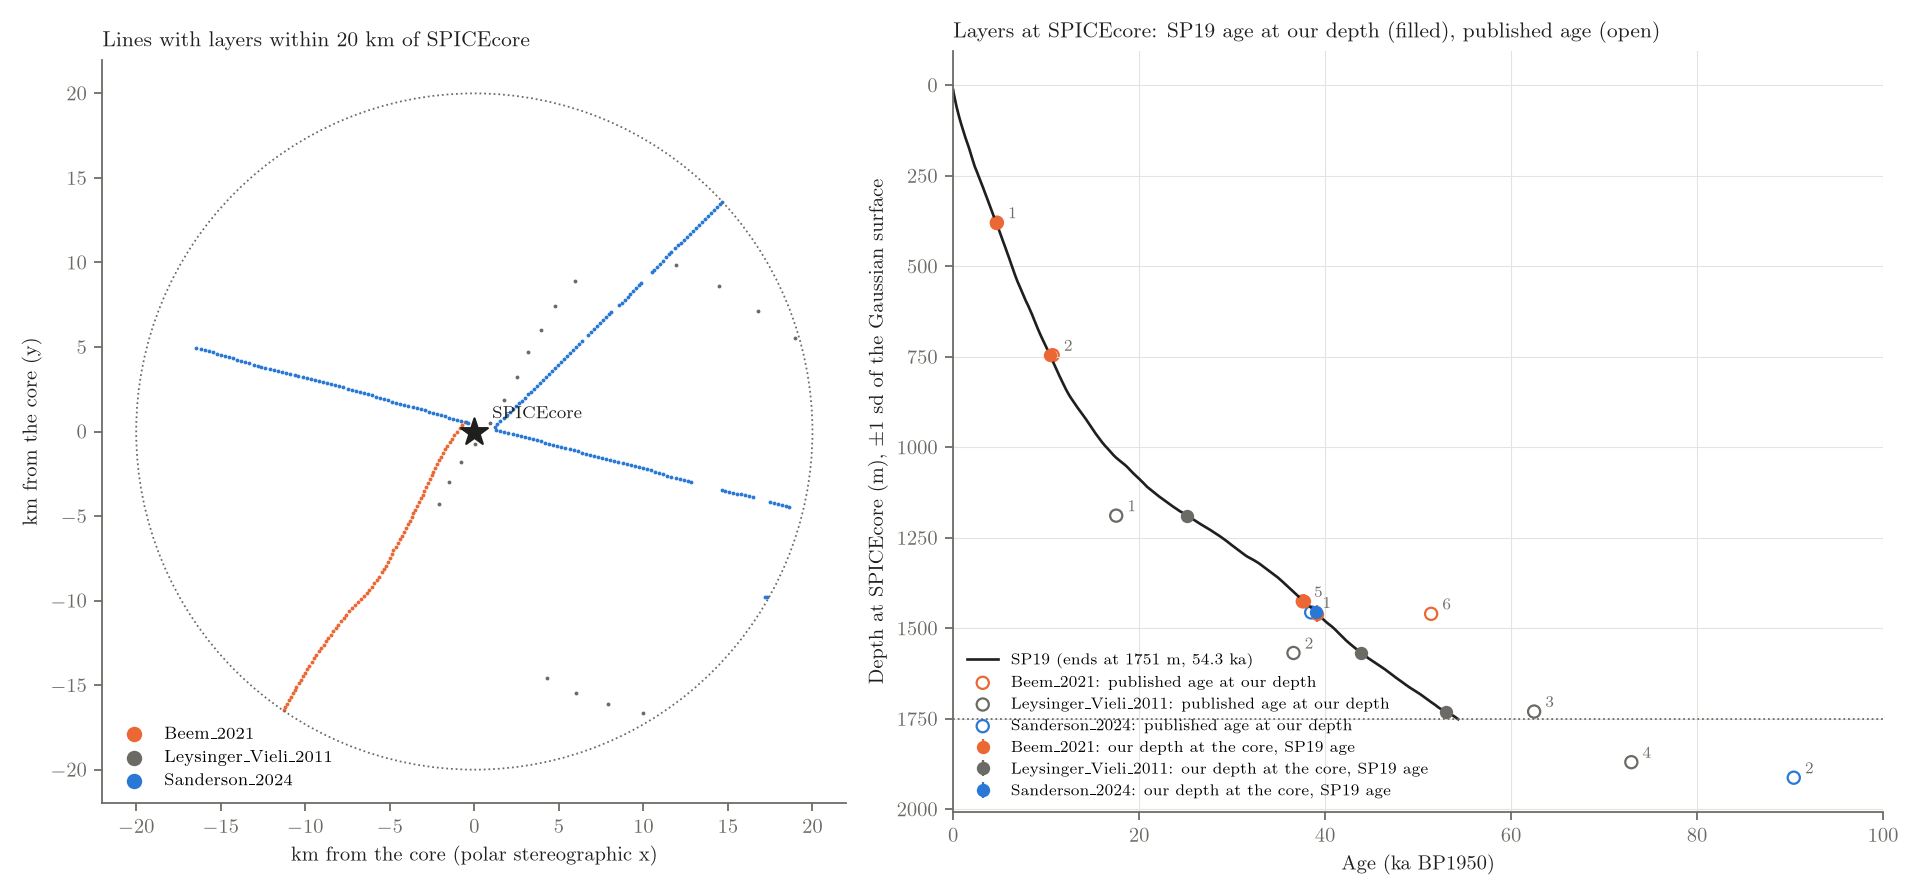 Lines with layers within 20 km of SPICEcore
20
15
10
5
0
−5
−10
−15
−20
km from the core (y)
SPICEcore
Beem_2021
Leysinger_Vieli_2011
Sanderson_2024
−20 −15 −10 −5 0 5 10 15 20
km from the core (polar stereographic x)
Layers at SPICEcore: SP19 age at our depth (filled), published age (open)
0
250
500
750
1000
1250
1500
1750
2000
Depth at SPICEcore (m), ±1 sd of the Gaussian surface
1
2
1
5
1
6
2
3
4
2
SP19 (ends at 1751 m, 54.3 ka)
Beem_2021: published age at our depth
Leysinger_Vieli_2011: published age at our depth
Sanderson_2024: published age at our depth
Beem_2021: our depth at the core, SP19 age
Leysinger_Vieli_2011: our depth at the core, SP19 age
Sanderson_2024: our depth at the core, SP19 age
0 20 40 60 80 100
Age (ka BP1950)